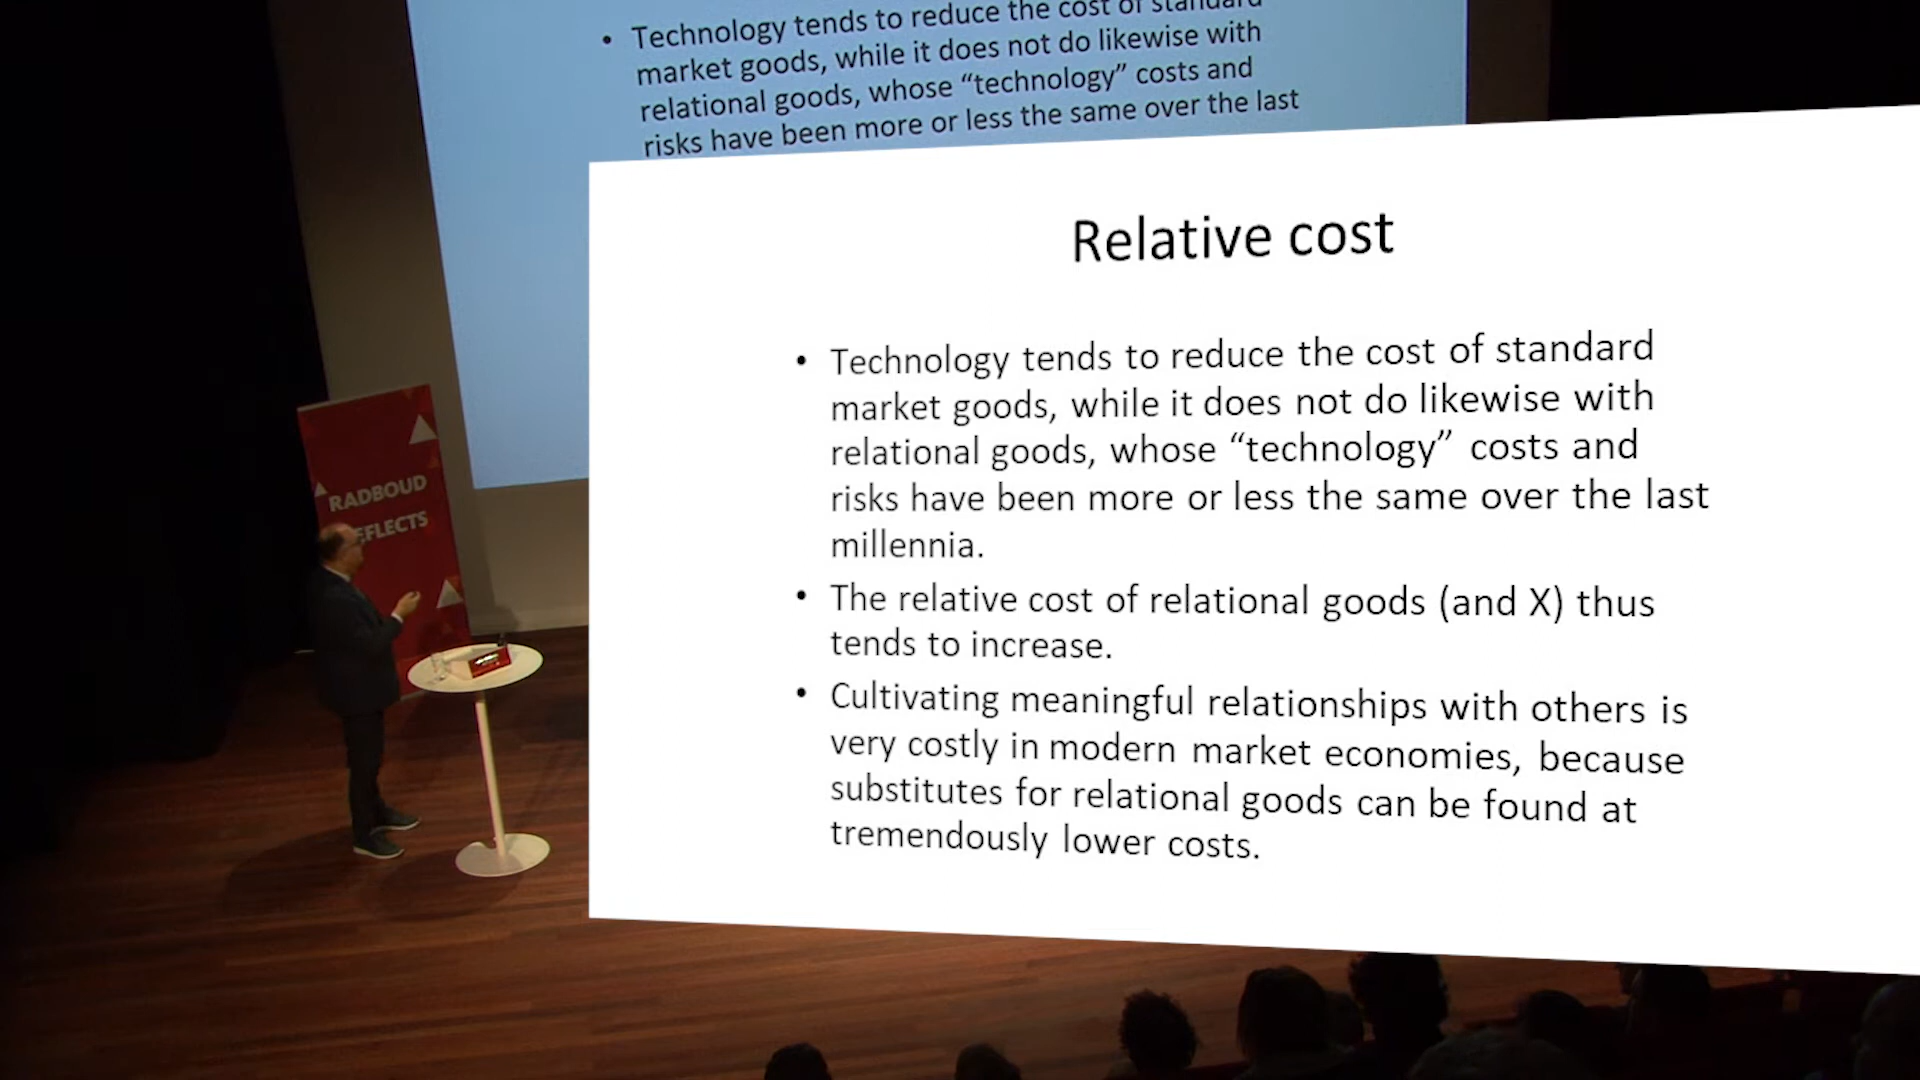 • Technology tends to reduce the cost of standard
market goods, while it does not do likewise with
relational goods, whose “technology” costs and
risks have been more or less the same over the last
RADBOUD
REFLECTS
Relative cost
• Technology tends to reduce the cost of standard
market goods, while it does not do likewise with
relational goods, whose “technology” costs and
risks have been more or less the same over the last
millennia.
• The relative cost of relational goods (and X) thus
tends to increase.
• Cultivating meaningful relationships with others is
very costly in modern market economies, because
substitutes for relational goods can be found at
tremendously lower costs.